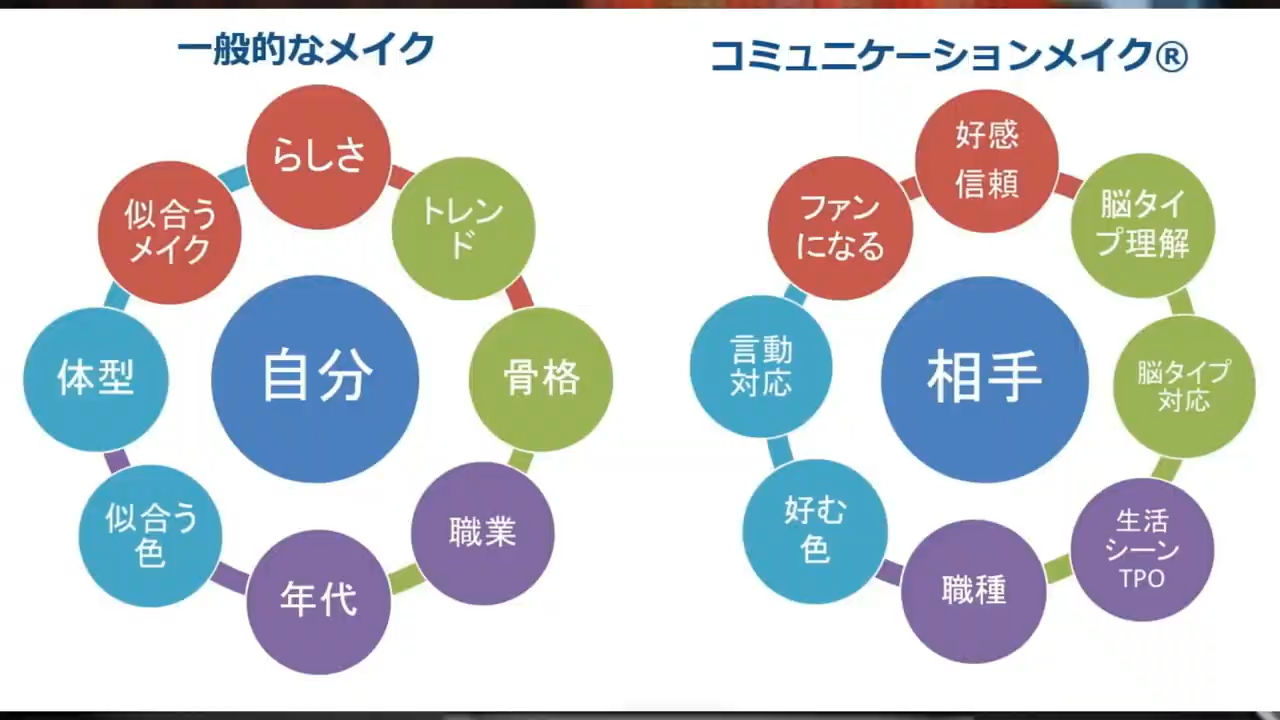 一般的なメイク
らしさ
トレン
ド
骨格
職業
年代
似合う
色
体型
似合う
メイク
自分
コミュニケーションメイク®
好感
信頼
脳タイ
プ理解
脳タイプ
対応
生活
シーン
TPO
職種
好む
色
言動
対応
ファン
になる
相手